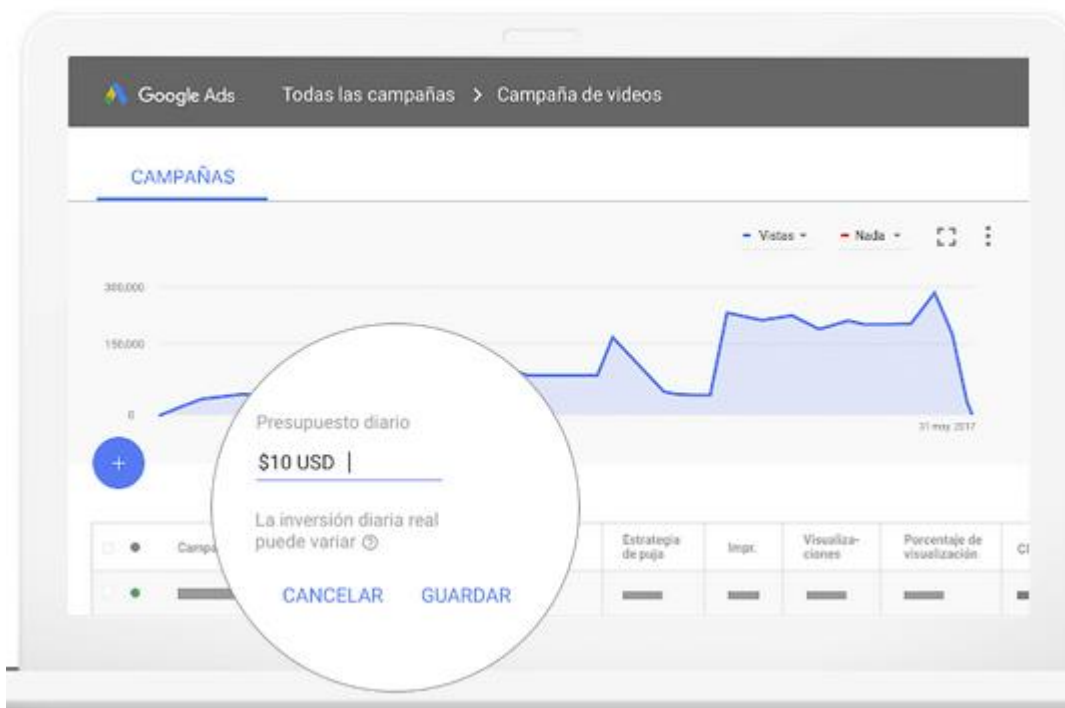 Google Ads Todas las campañas > Campaña de videos
CAMPAÑAS
Vistas Nada
300,000
150,000
0
31 may. 2017
+
Presupuesto diario
$10 USD
La inversión diaria real
puede variar ?
CANCELAR GUARDAR
Estrategia
de puja
Impr.
Visualiza-
ciones
Porcentaje de
visualización